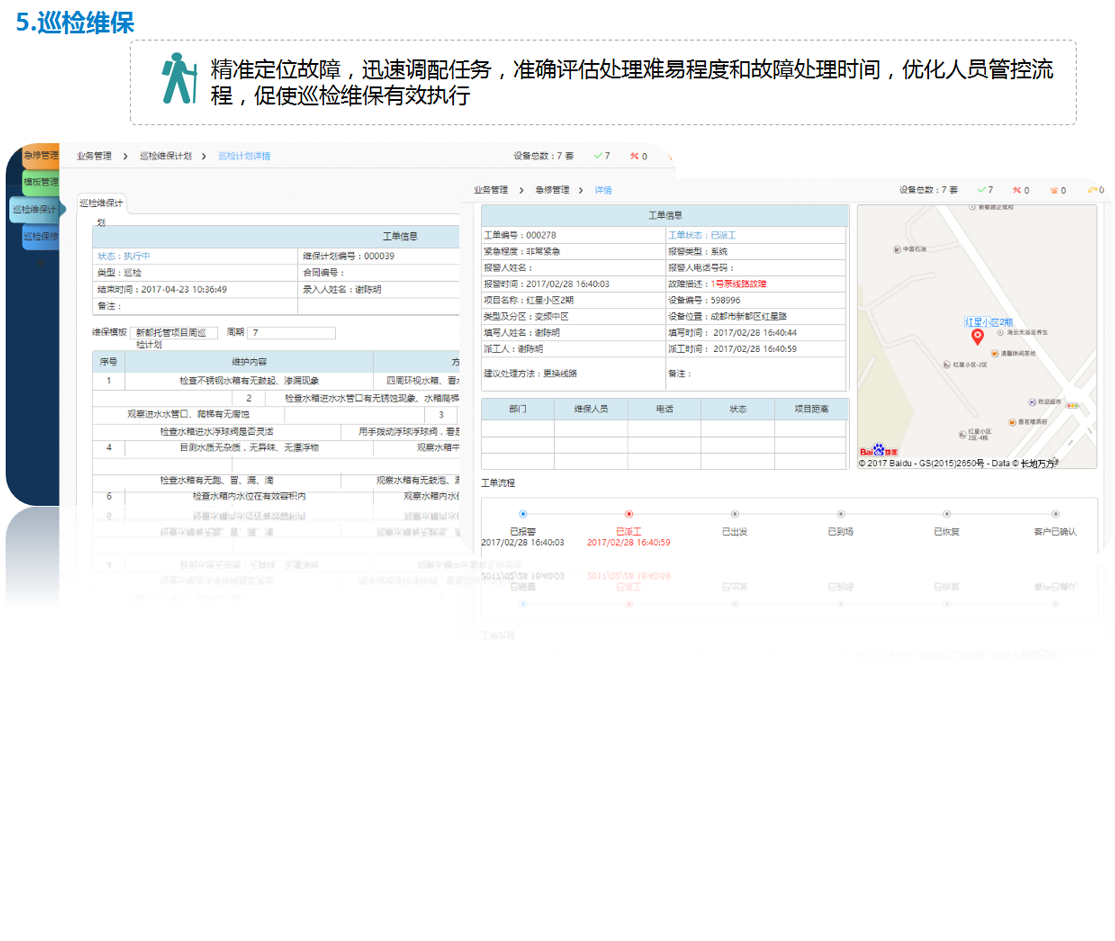 5.巡检维保
精准定位故障，迅速调配任务，准确评估处理难易程度和故障处理时间，优化人员管控流
程，促使巡检维保有效执行
急修管理
模板管理
巡检维保计
巡检保修
业务管理 > 巡检维保计划 > 巡检计划详情
设备总数：7 套 7 0
巡检维保计
划
工单信息
状态：执行中 维保计划编号：000039
类型：巡检 合同编号：
结束时间：2017-04-23 10:36:49 录入人姓名：谢陈明
备注：
维保模板 新都托管项目周巡 周期 7
检计划
序号 维护内容 方
1 检查不锈钢水箱有无鼓起、渗漏现象 四周环视水箱、看
2 检查水箱进水水管口有无锈蚀现象、水箱爬梯
观察进水水管口、爬梯有无腐蚀 3
检查水箱进水浮球阀是否灵活 用手拨动浮球浮球阀，看是
4 目测水质无杂质，无异味、无漂浮物 观察水箱中
检查水箱有无跑、冒、漏、滴 观察水箱有无鼓泡、
6 检查水箱内水位在有效容积内 观察水箱内水位
业务管理 > 急修管理 > 详情
设备总数：7 套 7 0 0 0
工单信息
工单编号：000278 工单状态：已派工
紧急程度：非常紧急 报警类型：系统
报警人姓名： 报警人电话号码：
报警时间：2017/02/28 16:40:03 故障描述：1号泵线路故障
项目名称：红星小区2期 设备编号：598996
类型及分区：变频中区 设备位置：成都市新都区红星路
填写人姓名：谢陈明 填写时间： 2017/02/28 16:40:44
派工人：谢陈明 派工时间： 2017/02/28 16:40:59
建议处理方法：更换线路 备注：
部门 维保人员 电话 状态 项目距离
新都路正驾校
中国石油
红星小区2期
海云天浴足养生
清馨休闲茶坊
红星小区-2区
欢迎超市
喜若缘政府
红星小区
2区-4栋
Bai 地图
© 2017 Baidu - GS(2015)2650号 - Data © 长地万方
工单流程
已报警 已派工 已出发 已到场 已恢复 客户已确认
2017/02/28 16:40:03 2017/02/28 16:40:59